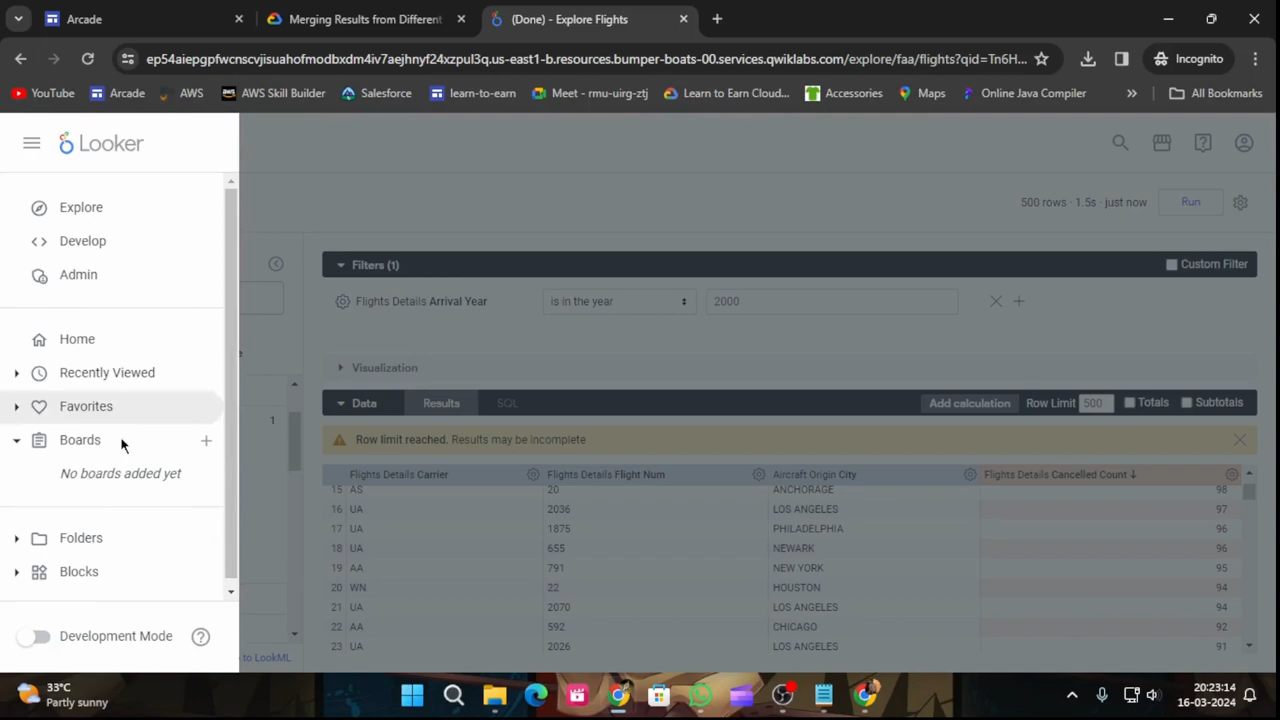 Arcade
Merging Results from Different
(Done) - Explore Flights
ep54aiepgpfwcnscvjisuahofmodbxdm4iv7aejhnyf24xzpul3q.us-east1-b.resources.bumper-boats-00.services.qwiklabs.com/explore/faa/flights?qid=Tn6H...
Incognito
YouTube
Arcade
AWS
AWS Skill Builder
Salesforce
learn-to-earn
Meet - rmu-uirg-ztj
Learn to Earn Cloud...
Accessories
Maps
Online Java Compiler
All Bookmarks
Looker
Explore
Develop
Admin
Home
Recently Viewed
Favorites
Boards
No boards added yet
Folders
Blocks
Development Mode
500 rows · 1.5s · just now
Run
Filters (1)
Custom Filter
Flights Details Arrival Year
is in the year
2000
Visualization
Data
Results
SQL
Add calculation
Row Limit 500
Totals
Subtotals
Row limit reached. Results may be incomplete
Flights Details Carrier Flights Details Flight Num Aircraft Origin City Flights Details Cancelled Count ↓
15 AS 20 ANCHORAGE 98
16 UA 2036 LOS ANGELES 97
17 UA 1875 PHILADELPHIA 96
18 UA 655 NEWARK 96
19 AA 791 NEW YORK 95
20 WN 22 HOUSTON 94
21 UA 2070 LOS ANGELES 94
22 AA 592 CHICAGO 92
23 UA 2026 LOS ANGELES 91
e
1
to LookML
33°C
Partly sunny
20:23:14
16-03-2024